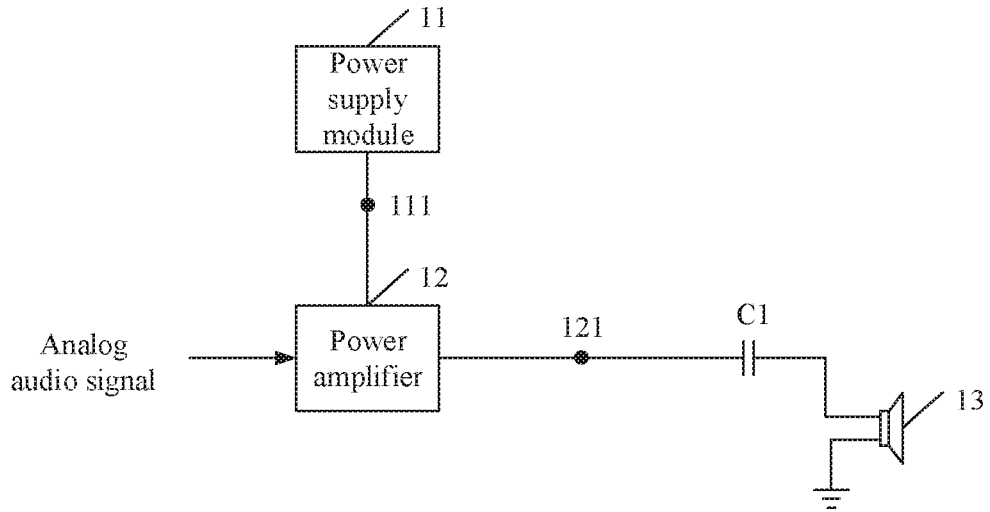 11
Power
supply
module
111
12
Analog
audio signal
Power
amplifier
121
C1
13